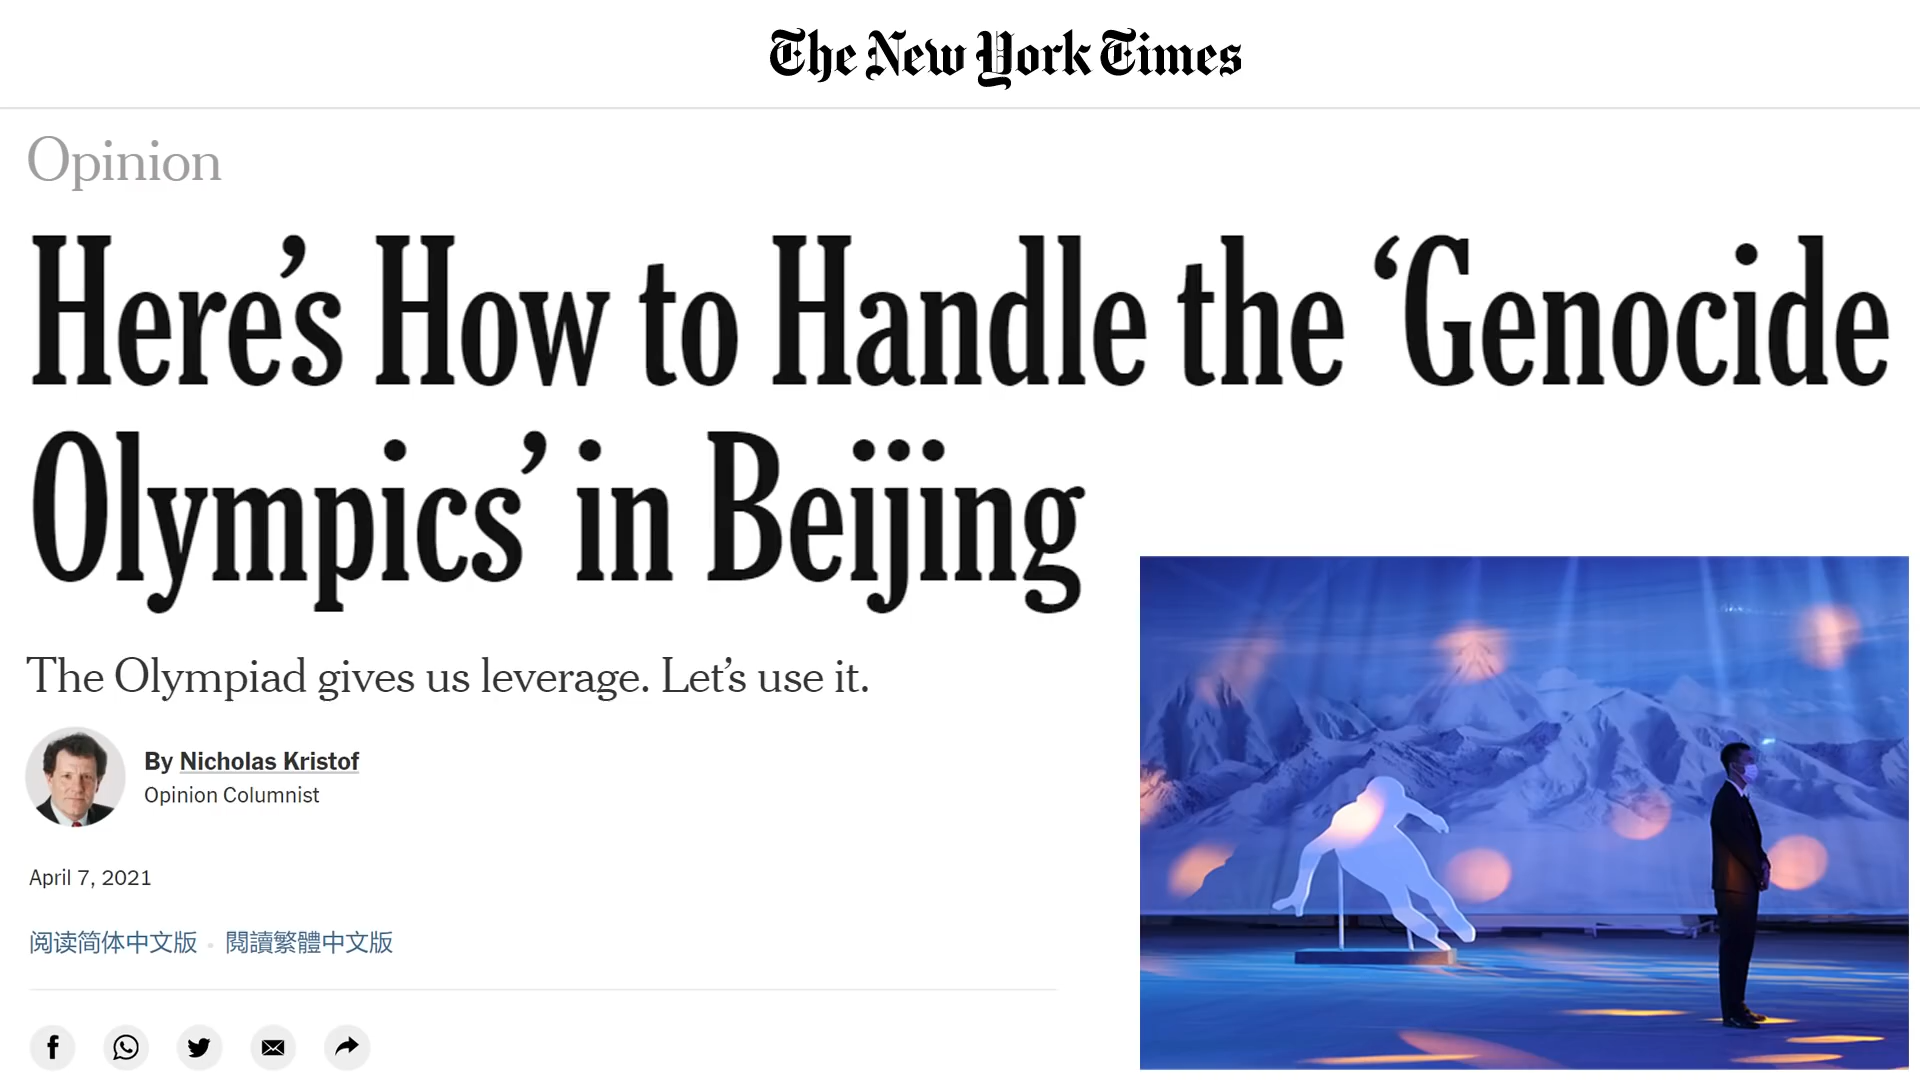 The New York Times
Opinion
Here’s How to Handle the ‘Genocide
Olympics’ in Beijing
The Olympiad gives us leverage. Let’s use it.
By Nicholas Kristof
Opinion Columnist
April 7, 2021
阅读简体中文版 • 閱讀繁體中文版